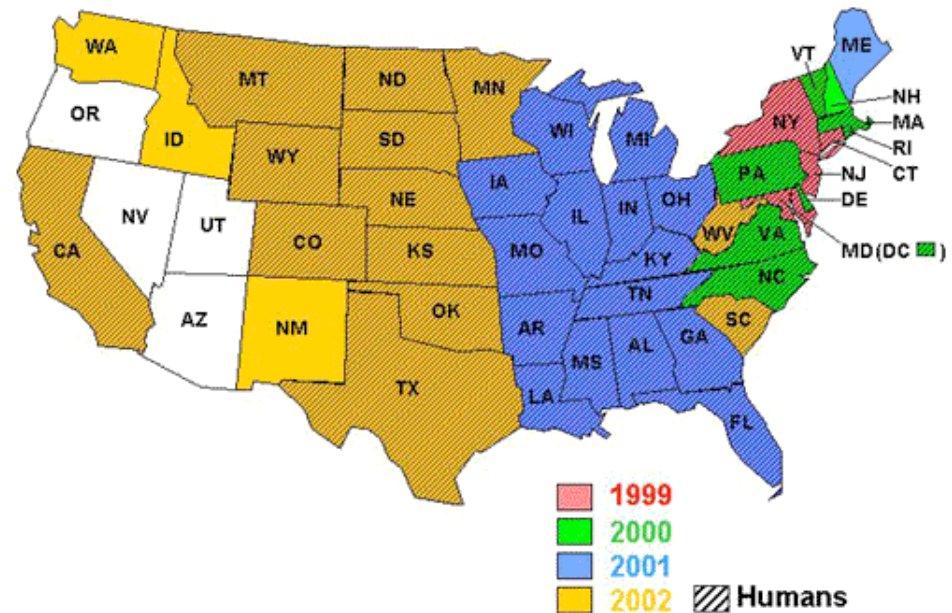 WA
MT
ND
MN
VT
ME
OR
ID
WY
SD
WI
MI
NY
NH
MA
RI
CT
NJ
DE
MD (DC )
PA
NE
IA
IL
IN
OH
NV
UT
CO
KS
MO
KY
WV
VA
CA
AZ
NM
OK
AR
TN
NC
SC
TX
LA
MS
AL
GA
FL
1999
2000
2001
2002
Humans